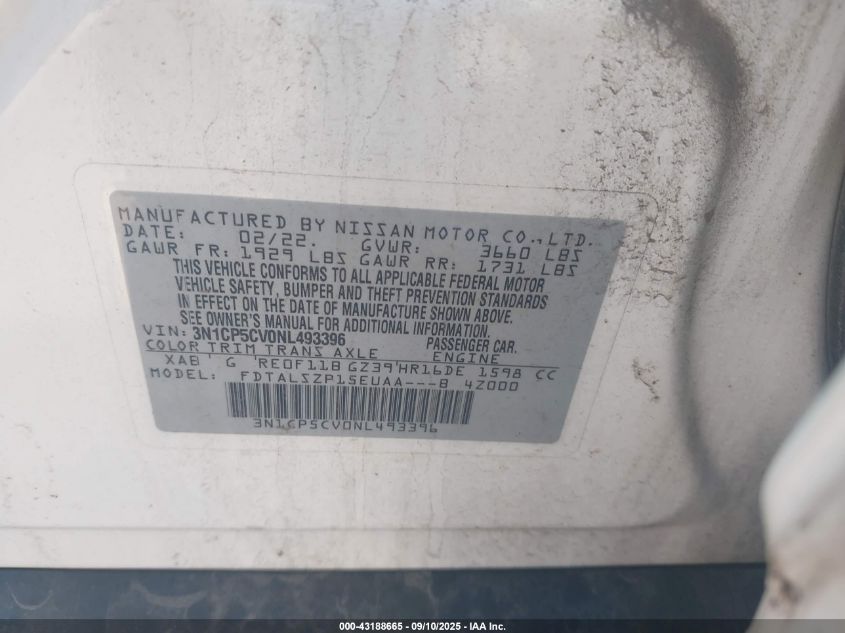 MANUFACTURED BY NISSAN MOTOR CO.,LTD.
DATE: 02/22. GVWR: 3660 LBS
GAWR FR: 1929 LBS GAWR RR: 1731 LBS
THIS VEHICLE CONFORMS TO ALL APPLICABLE FEDERAL MOTOR
VEHICLE SAFETY, BUMPER AND THEFT PREVENTION STANDARDS
IN EFFECT ON THE DATE OF MANUFACTURE SHOWN ABOVE.
SEE OWNER'S MANUAL FOR ADDITIONAL INFORMATION.
VIN: 3N1CP5CV0NL493396 PASSENGER CAR.
COLOR TRIM TRANS AXLE ENGINE
XAB ' G 'RE0F11B GZ39'HR16DE 1598 CC
MODEL: FDTALSZP15EUAA---B 4Z000
3N1CP5CV0NL493396
000-43188665 - 09/10/2025 - IAA Inc.